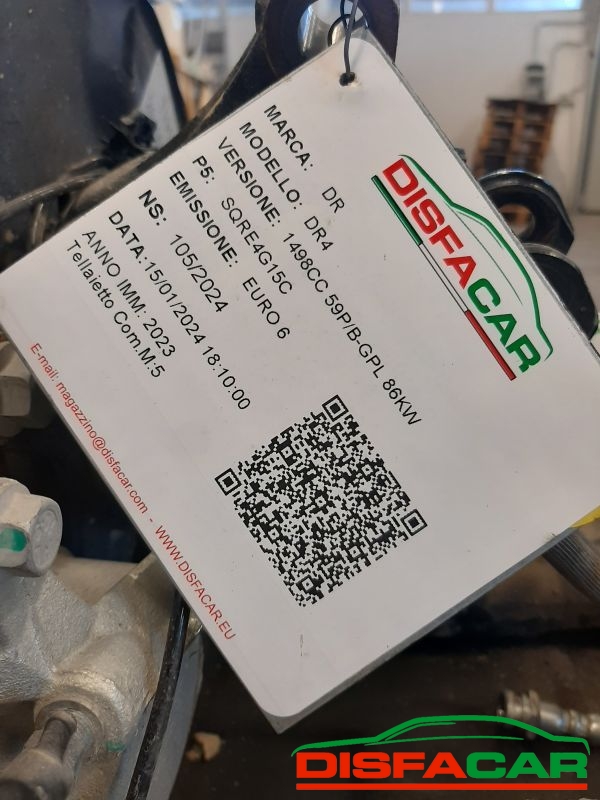 DISFACAR
MARCA: DR
MODELLO: DR4
VERSIONE: 1498CC 59P/B-GPL 86KW
P5: SQRE4G15C
EMISSIONE: EURO 6
NS: 105/2024
DATA: 15/01/2024 18:10:00
ANNO IMM: 2023
Tellaietto Com.M.5
E-mail: magazzino@disfacar.com - WWW.DISFACAR.EU
DISFACAR